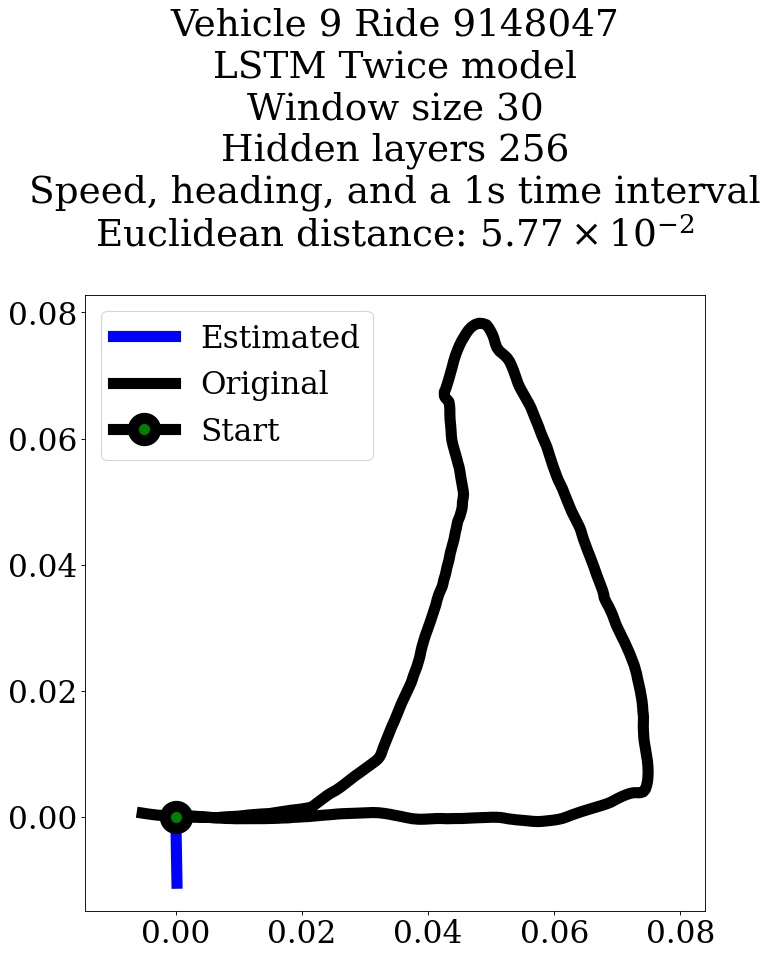 Vehicle 9 Ride 9148047
LSTM Twice model
Window size 30
Hidden layers 256
Speed, heading, and a 1s time interval
Euclidean distance: 5.77 × 10⁻²
Estimated
Original
Start
0.08
0.06
0.04
0.02
0.00
0.00 0.02 0.04 0.06 0.08